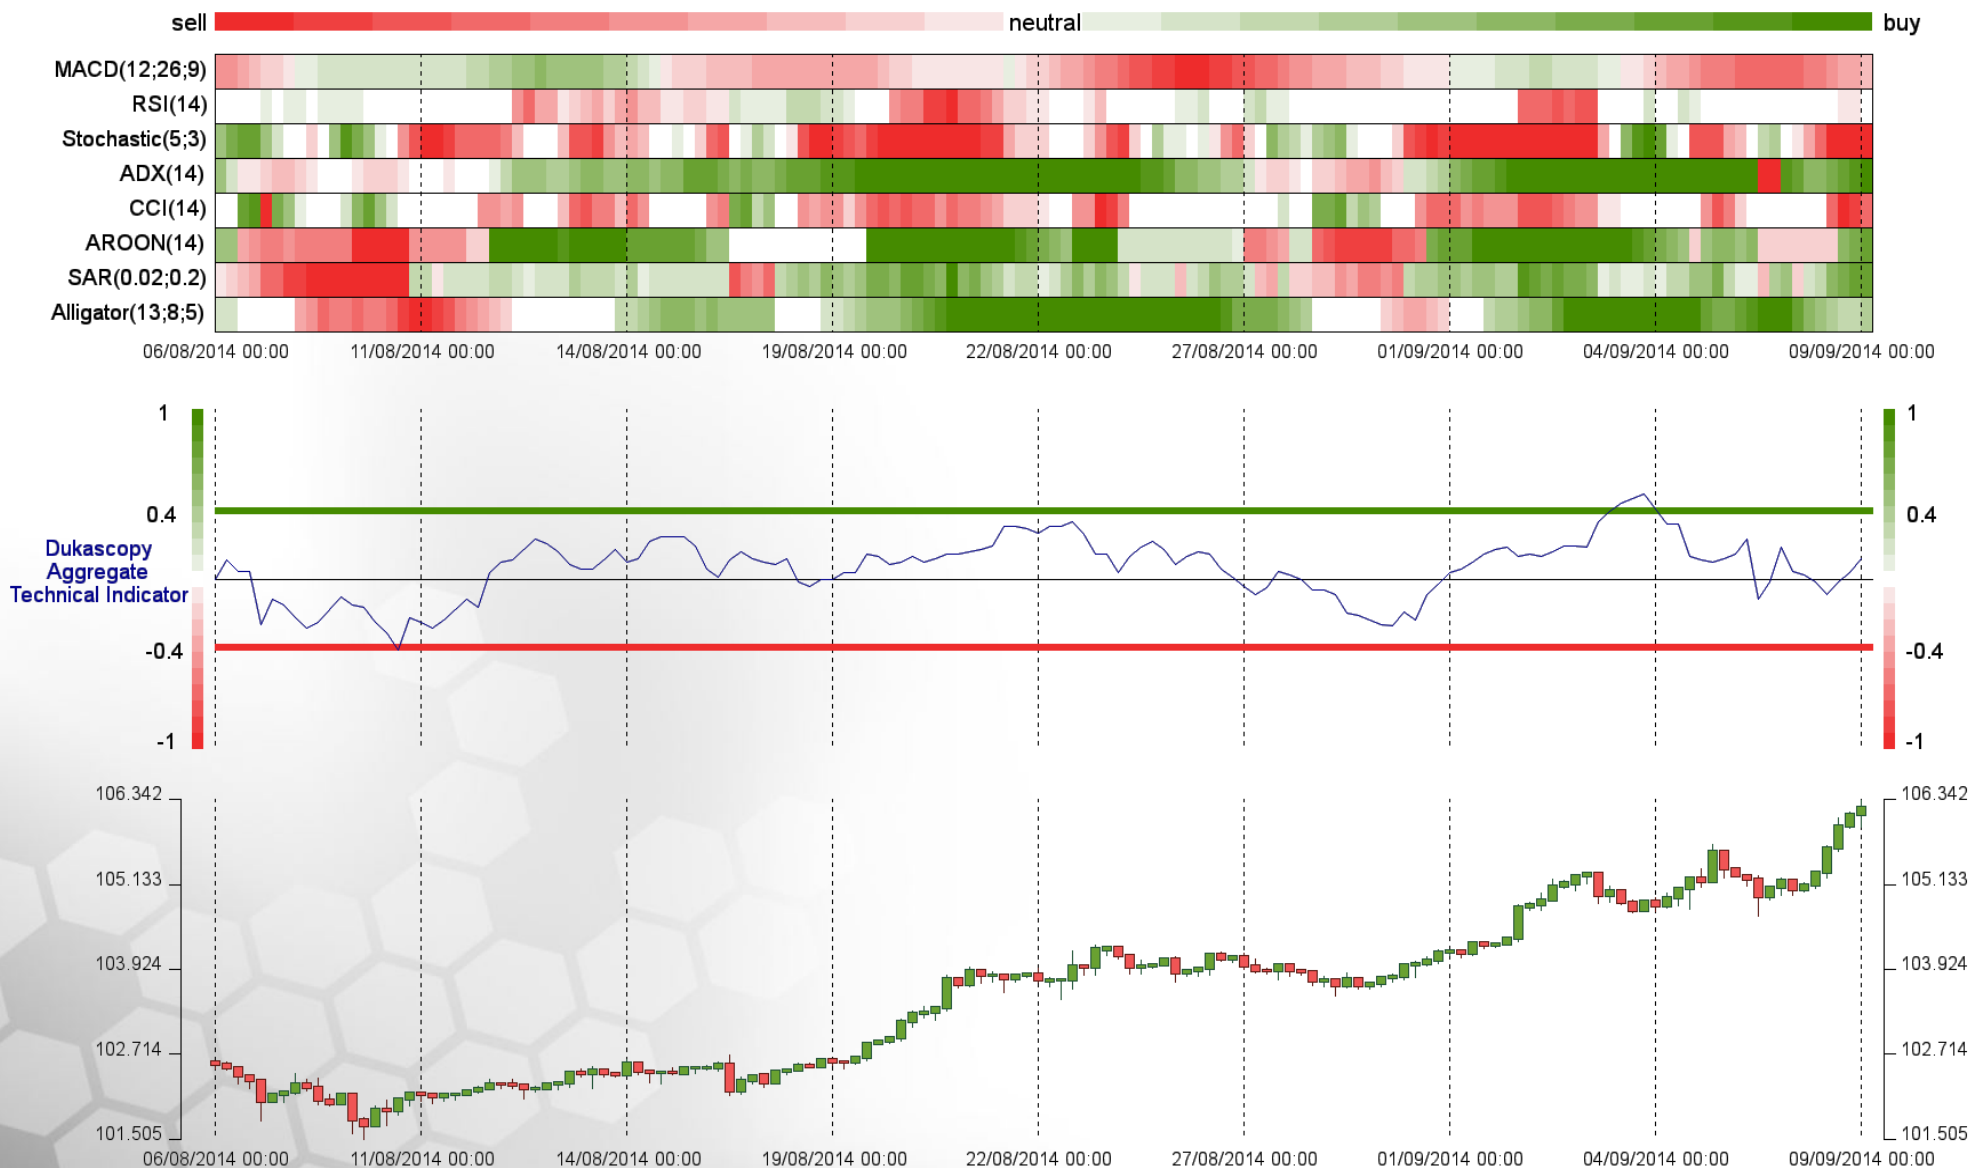 sell neutral buy
MACD(12;26;9)
RSI(14)
Stochastic(5;3)
ADX(14)
CCI(14)
AROON(14)
SAR(0.02;0.2)
Alligator(13;8;5)
06/08/2014 00:00 11/08/2014 00:00 14/08/2014 00:00 19/08/2014 00:00 22/08/2014 00:00 27/08/2014 00:00 01/09/2014 00:00 04/09/2014 00:00 09/09/2014 00:00
1 1
0.4 0.4
Dukascopy
Aggregate
Technical Indicator
-0.4 -0.4
-1 -1
106.342 106.342
105.133 105.133
103.924 103.924
102.714 102.714
101.505 101.505
06/08/2014 00:00 11/08/2014 00:00 14/08/2014 00:00 19/08/2014 00:00 22/08/2014 00:00 27/08/2014 00:00 01/09/2014 00:00 04/09/2014 00:00 09/09/2014 00:00